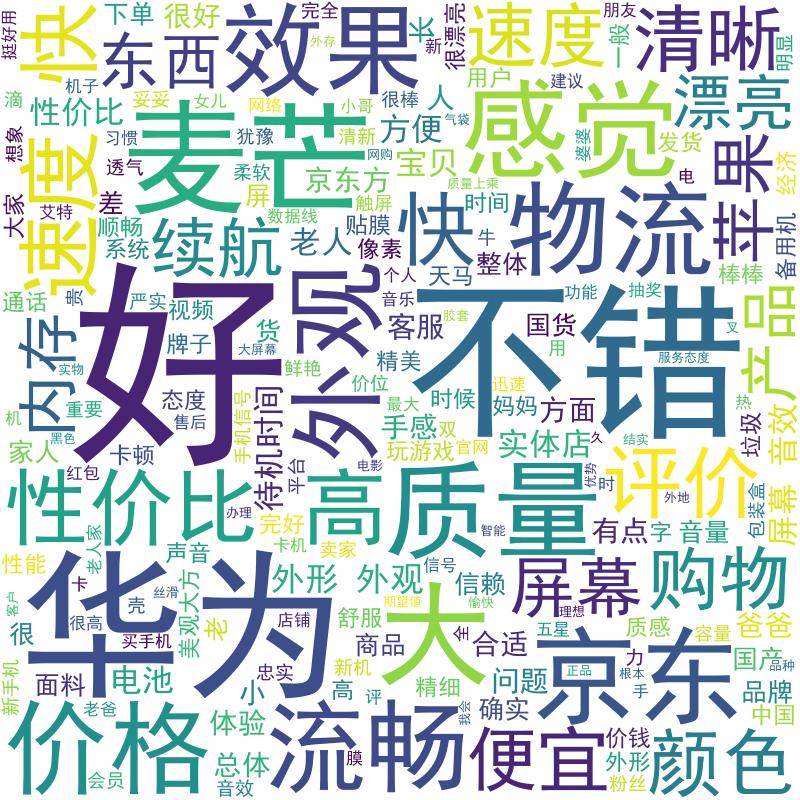 挺好用
快
下单
很好
东西
效果
完全
外存
长
新
很漂亮
速度
一般
朋友
清晰
明显
滴
机子
妥妥
女儿
网络
小哥
很棒
人
用户
建议
漂亮
性价比
麦芒
感觉
想象
速度
习惯
犹豫
清新
方便
气袋
婆婆
发货
苹果
经济
透气
柔软
京东方
网购
宝贝
质量上乘
电
大家
艾特
差
屏
触屏
时间
备用机
顺畅
系统
续航
数据线
贴膜
老人
像素
快
牛
物流
整体
天马
棒棒
通话
贵
严实
视频
外观
个人
音乐
功能
抽奖
产品
内存
好
牌子
货
大屏幕
鲜艳
胶套
客服
不错
国货
用
叉
服务态度
实物
精美
价位
热
机
重要
态度
售后
手机信号
待机时间
最大
迅速
时候
妈妈
方面
垃圾
音效
黑色
手感
双
家人
卡顿
红包
平台
玩游戏
官网
实体店
久
结实
电影
优势
性价比
高
质量
评价
外地
包装盒
屏幕
办理
完好
智能
有点
字
音量
老人家
声音
卡机
卖家
性能
卡
丝滑
外形
外观
信号
信赖
屏幕
购物
客户
华为
大
期望值
愉快
理想
很
很高
壳
美观大方
老
店铺
舒服
全
五星
质感
容量
爸爸
买手机
商品
合适
京东
力
国产
新手机
面料
电池
忠实
新机
问题
正品
根本
品种
小
高
评
精细
手
品牌
老爸
价格
体验
流畅
我会
确实
中国
总体
膜
便宜
价钱
颜色
会员
音效
外形
粉丝